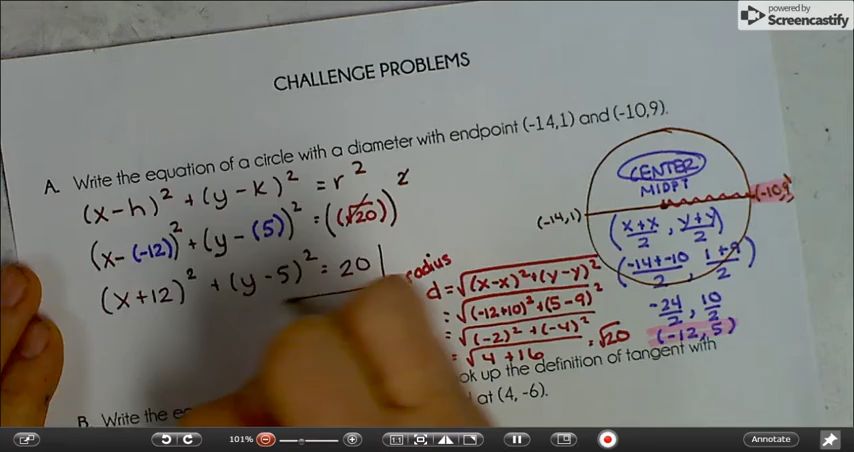 powered by
Screencastify
CHALLENGE PROBLEMS
A. Write the equation of a circle with a diameter with endpoint (-14,1) and (-10,9).
(x-h)² + (y-k)² = r²
(x-(-12))² + (y-(5))² = (√20)²
(x+12)² + (y-5)² = 20
CENTER
MIDPT
(-14,1)
(-10,9)
(x+x/2, y+y/2)
(-14+-10/2, 1+9/2)
-24/2, 10/2
(-12, 5)
radius
d = √(x-x)²+(y-y)²
= √(-12+10)²+(5-9)²
= √(-2)²+(-4)²
= √4+16 = √20
ook up the definition of tangent with
at (4, -6).
B. Write the
101%
1:1
Annotate